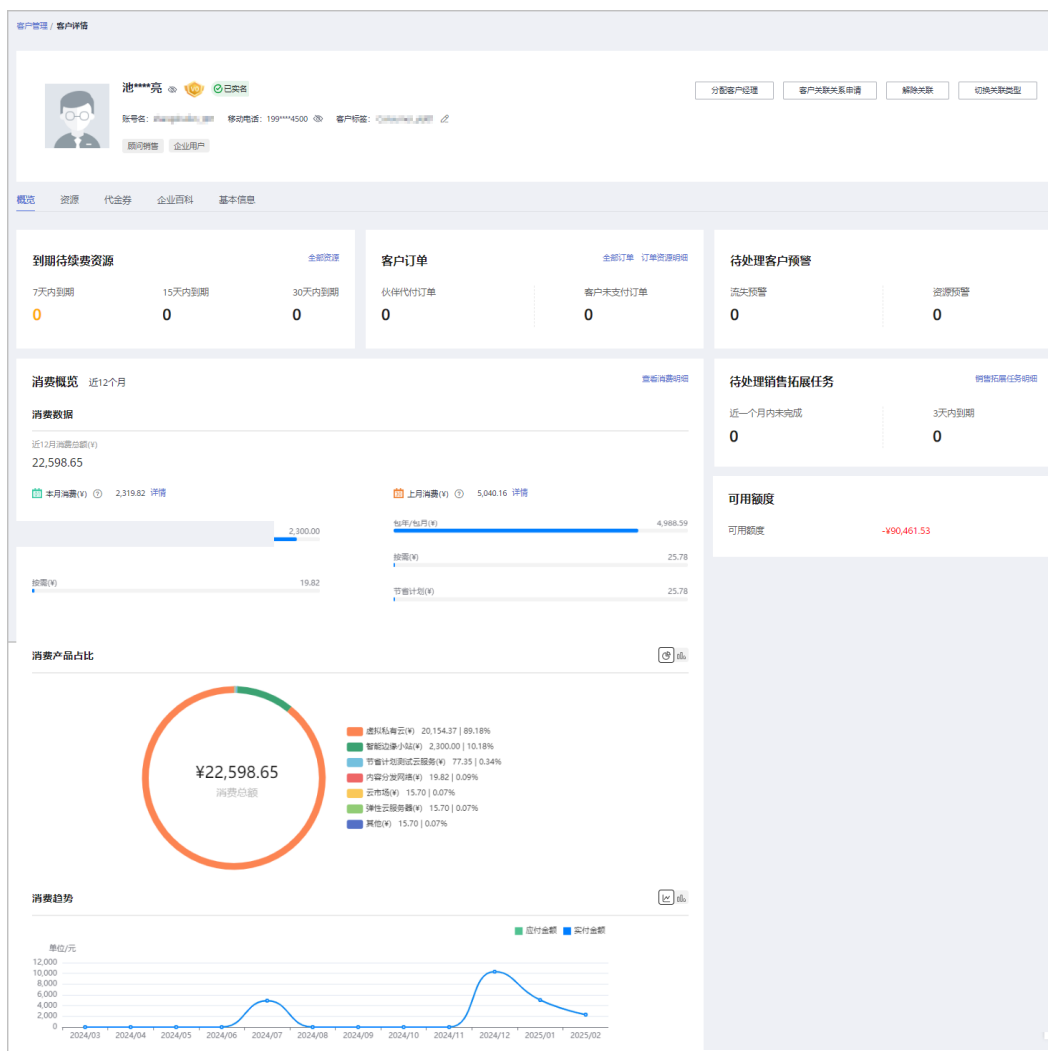 客户管理 / 客户详情
池****亮 已实名
分配客户经理 客户关联关系申请 解除关联 切换关联类型
账号名: 移动电话: 199****4500 客户标签:
顾问销售 企业用户
概览 资源 代金券 企业百科 基本信息
到期待续费资源 全部资源
7天内到期 15天内到期 30天内到期
0 0 0
客户订单 全部订单 订单资源明细
伙伴代付订单 客户未支付订单
0 0
待处理客户预警
流失预警 资源预警
0 0
消费概览 近12个月 查看消费明细
消费数据
近12月消费总额(¥)
22,598.65
本月消费(¥) 2,319.82 详情
2,300.00
按需(¥) 19.82
上月消费(¥) 5,040.16 详情
包年/包月(¥) 4,988.59
按需(¥) 25.78
节省计划(¥) 25.78
待处理销售拓展任务 销售拓展任务明细
近一个月内未完成 3天内到期
0 0
可用额度
可用额度 -¥90,461.53
消费产品占比
¥22,598.65
消费总额
虚拟私有云(¥) 20,154.37 | 89.18%
智能边缘小站(¥) 2,300.00 | 10.18%
节省计划测试云服务(¥) 77.35 | 0.34%
内容分发网络(¥) 19.82 | 0.09%
云市场(¥) 15.70 | 0.07%
弹性云服务器(¥) 15.70 | 0.07%
其他(¥) 15.70 | 0.07%
消费趋势
应付金额 实付金额
单位/元
12,000
10,000
8,000
6,000
4,000
2,000
0
2024/03 2024/04 2024/05 2024/06 2024/07 2024/08 2024/09 2024/10 2024/11 2024/12 2025/01 2025/02